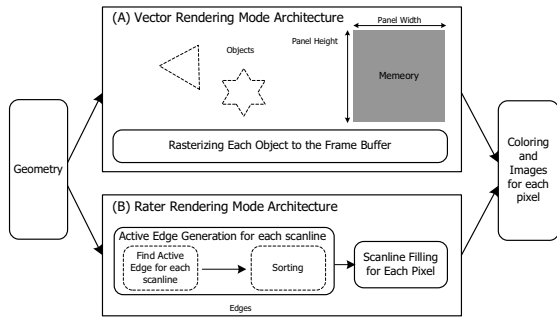 (A) Vector Rendering Mode Architecture
Panel Width
Panel Height
Objects
Memeory
Rasterizing Each Object to the Frame Buffer
Geometry
Coloring
and
Images
for each
pixel
(B) Rater Rendering Mode Architecture
Active Edge Generation for each scanline
Find Active
Edge for each
scanline
Sorting
Scanline Filling
for Each Pixel
Edges